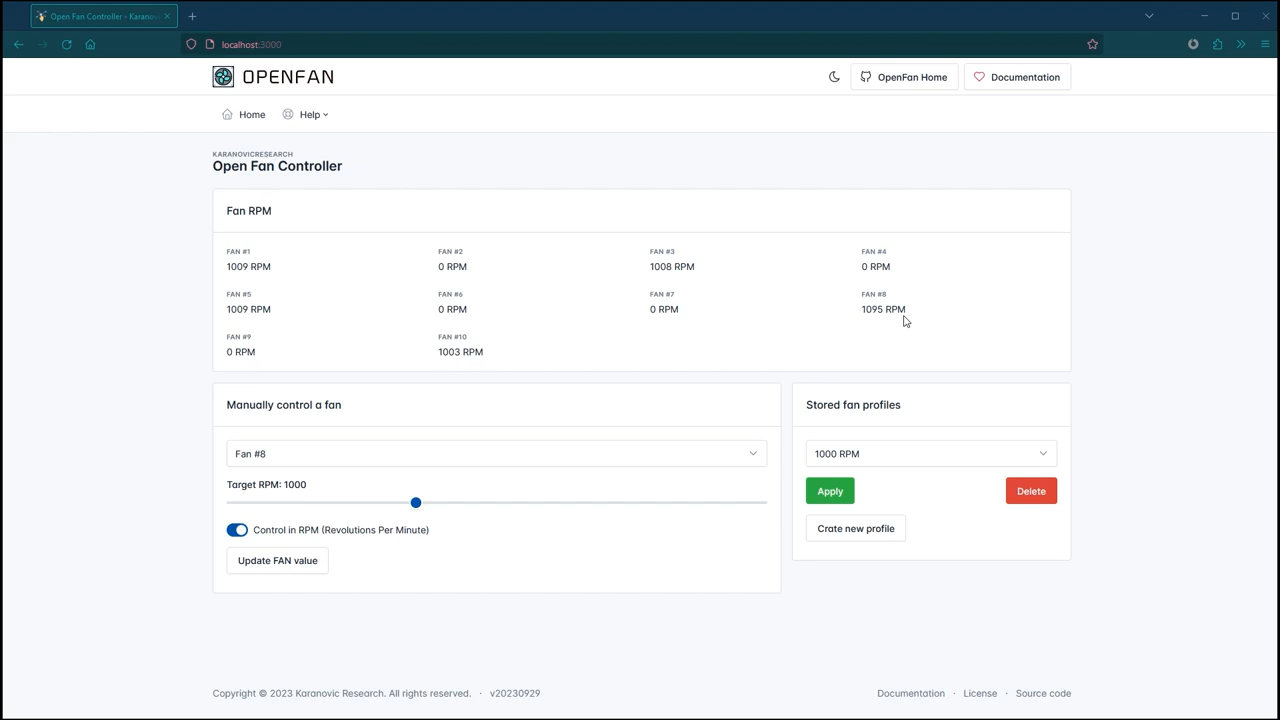 Open Fan Controller - Karanovi
localhost:3000
OPENFAN
OpenFan Home
Documentation
Home
Help
KARANOVICRESEARCH
Open Fan Controller
Fan RPM
FAN #1
FAN #2
FAN #3
FAN #4
1009 RPM
0 RPM
1008 RPM
0 RPM
FAN #5
FAN #6
FAN #7
FAN #8
1009 RPM
0 RPM
0 RPM
1095 RPM
FAN #9
FAN #10
0 RPM
1003 RPM
Manually control a fan
Fan #8
Target RPM: 1000
Control in RPM (Revolutions Per Minute)
Update FAN value
Stored fan profiles
1000 RPM
Apply
Delete
Crate new profile
Copyright © 2023 Karanovic Research. All rights reserved. · v20230929
Documentation · License · Source code